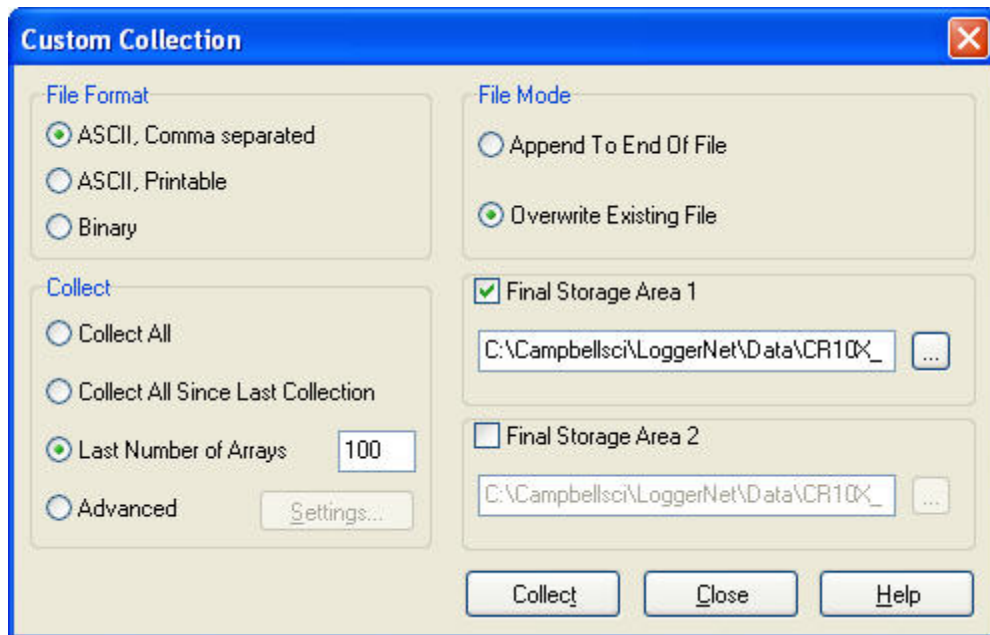 Custom Collection
File Format
ASCII, Comma separated
ASCII, Printable
Binary
File Mode
Append To End Of File
Overwrite Existing File
Collect
Collect All
Collect All Since Last Collection
Last Number of Arrays 100
Advanced Settings...
Final Storage Area 1
C:\Campbellsci\LoggerNet\Data\CR10X_ ...
Final Storage Area 2
C:\Campbellsci\LoggerNet\Data\CR10X_ ...
Collect Close Help